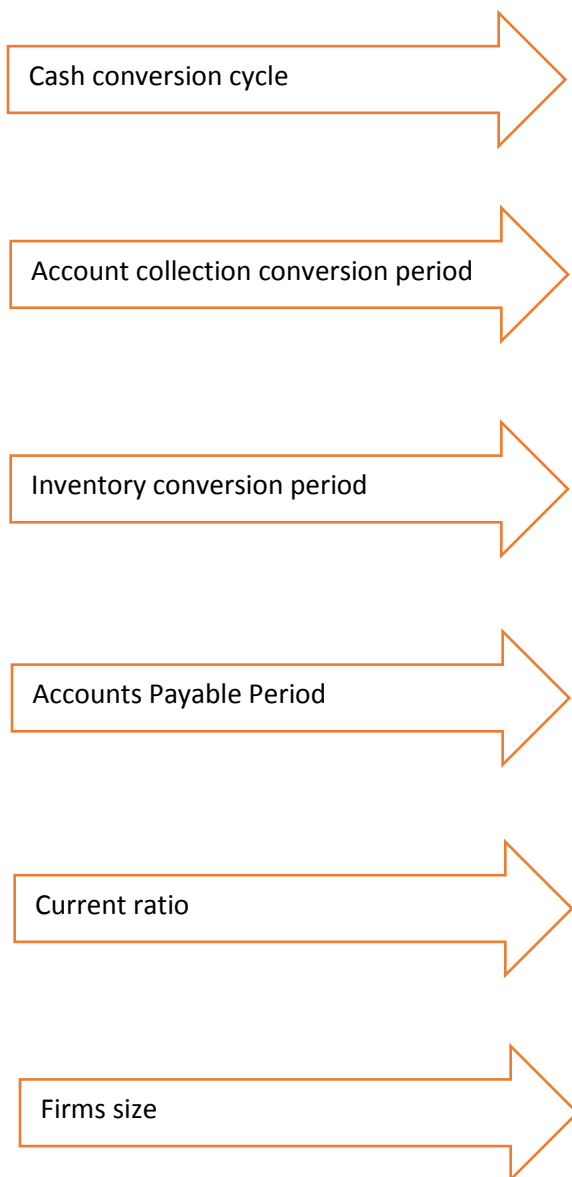 Cash conversion cycle
Account collection conversion period
Inventory conversion period
Accounts Payable Period
Current ratio
Firms size